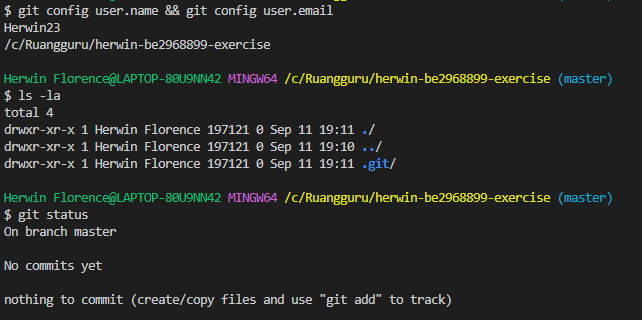 $ git config user.name && git config user.email
Herwin23
/c/Ruangguru/herwin-be2968899-exercise
Herwin Florence@LAPTOP-80U9NN42 MINGW64 /c/Ruangguru/herwin-be2968899-exercise (master)
$ ls -la
total 4
drwxr-xr-x 1 Herwin Florence 197121 0 Sep 11 19:11 ./
drwxr-xr-x 1 Herwin Florence 197121 0 Sep 11 19:10 ../
drwxr-xr-x 1 Herwin Florence 197121 0 Sep 11 19:11 .git/
Herwin Florence@LAPTOP-80U9NN42 MINGW64 /c/Ruangguru/herwin-be2968899-exercise (master)
$ git status
On branch master
No commits yet
nothing to commit (create/copy files and use "git add" to track)